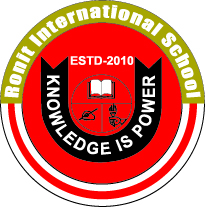 Ronit International School
ESTD-2010
KNOWLEDGE IS POWER